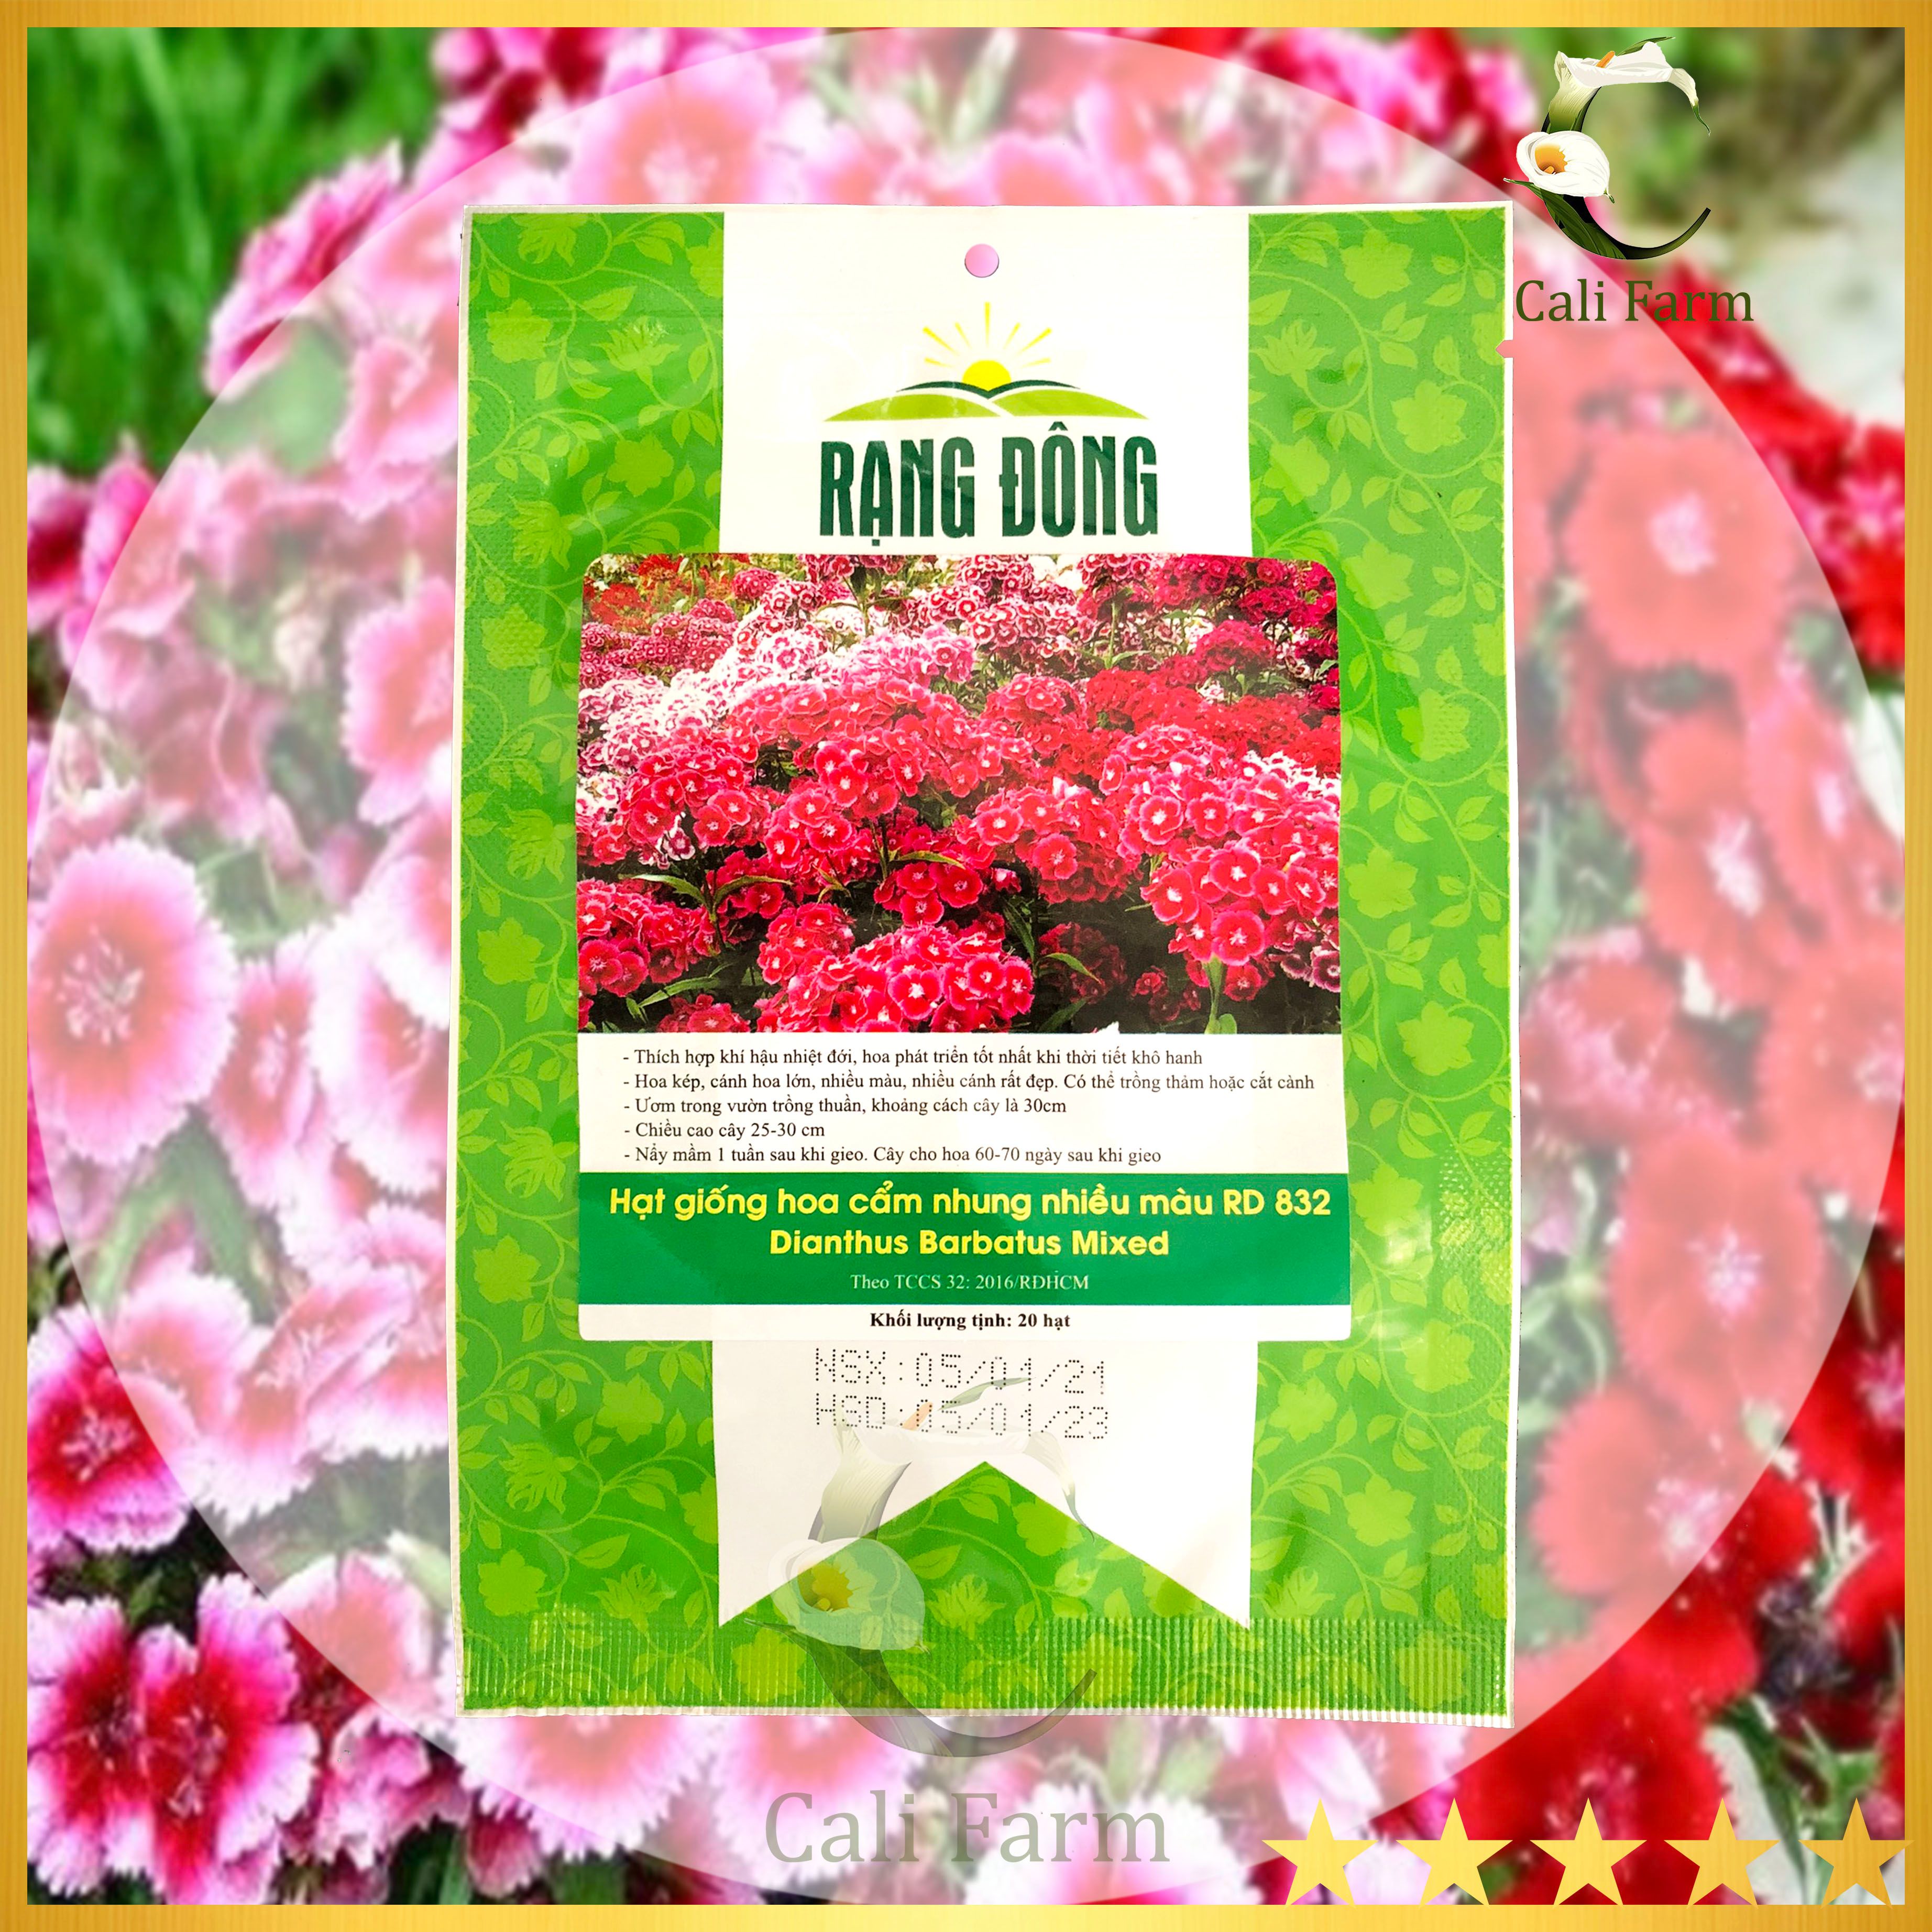 Cali Farm
RẠNG ĐÔNG
- Thích hợp khí hậu nhiệt đới, hoa phát triển tốt nhất khi thời tiết khô hanh
- Hoa kép, cánh hoa lớn, nhiều màu, nhiều cánh rất đẹp. Có thể trồng thảm hoặc cắt cành
- Ươm trong vườn trồng thuần, khoảng cách cây là 30cm
- Chiều cao cây 25-30 cm
- Nẩy mầm 1 tuần sau khi gieo. Cây cho hoa 60-70 ngày sau khi gieo
Hạt giống hoa cẩm nhung nhiều màu RD 832
Dianthus Barbatus Mixed
Theo TCCS 32: 2016/RĐHCM
Khối lượng tịnh: 20 hạt
NSX:05/01/21
HSD:05/01/23
Cali Farm